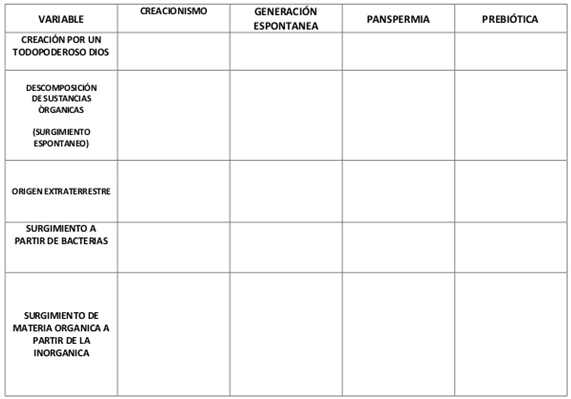 VARIABLE
CREACIONISMO
GENERACIÓN
ESPONTANEA
PANSPERMIA
PREBIÓTICA
CREACIÓN POR UN
TODOPODEROSO DIOS
DESCOMPOSICIÓN
DE SUSTANCIAS
ÒRGANICAS
(SURGIMIENTO
ESPONTANEO)
ORIGEN EXTRATERRESTRE
SURGIMIENTO A
PARTIR DE BACTERIAS
SURGIMIENTO DE
MATERIA ORGANICA A
PARTIR DE LA
INORGANICA